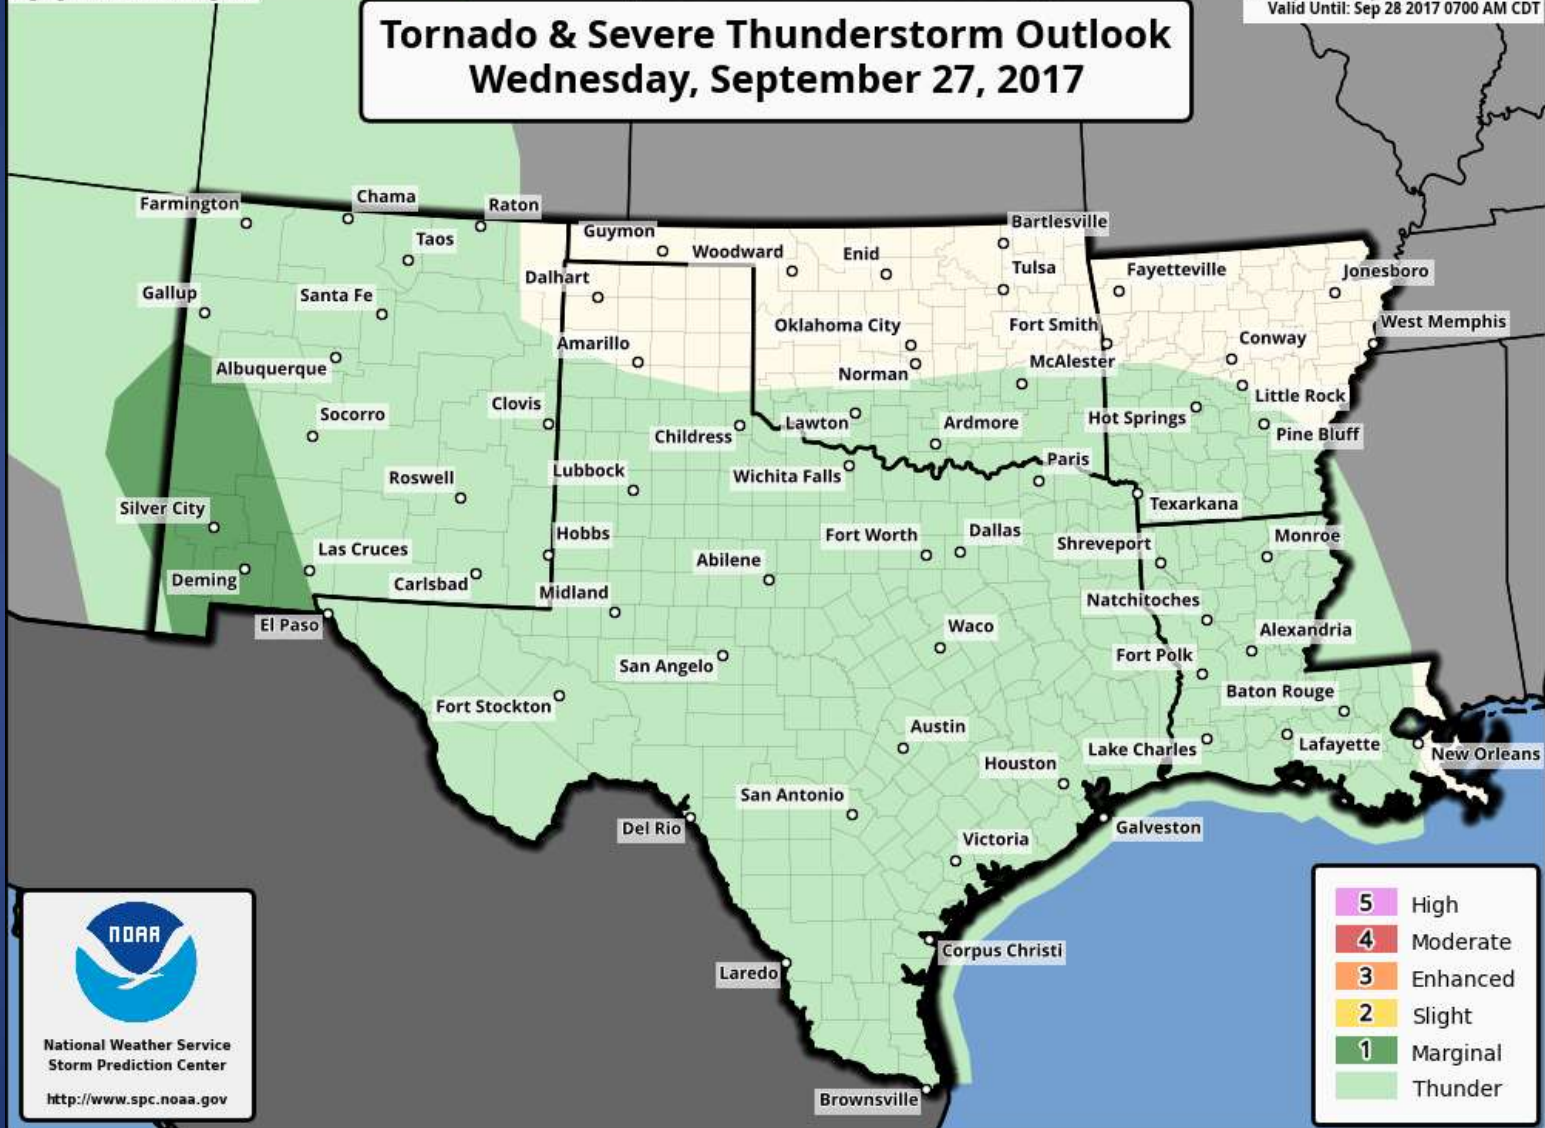 Valid Until: Sep 28 2017 0700 AM CDT
Tornado & Severe Thunderstorm Outlook
Wednesday, September 27, 2017
Farmington
Chama
Raton
Taos
Guymon
Woodward
Enid
Bartlesville
Tulsa
Fayetteville
Jonesboro
Gallup
Santa Fe
Dalhart
Oklahoma City
Fort Smith
West Memphis
Albuquerque
Amarillo
Norman
McAlester
Conway
Little Rock
Socorro
Clovis
Childress
Lawton
Ardmore
Hot Springs
Pine Bluff
Roswell
Lubbock
Wichita Falls
Paris
Texarkana
Silver City
Las Cruces
Hobbs
Abilene
Fort Worth
Dallas
Shreveport
Monroe
Deming
Carlsbad
Midland
Natchitoches
El Paso
San Angelo
Waco
Fort Polk
Alexandria
Fort Stockton
Austin
Baton Rouge
Houston
Lake Charles
Lafayette
New Orleans
San Antonio
Del Rio
Victoria
Galveston
Corpus Christi
Laredo
Brownsville
NOAA
National Weather Service
Storm Prediction Center
http://www.spc.noaa.gov
5 High
4 Moderate
3 Enhanced
2 Slight
1 Marginal
Thunder